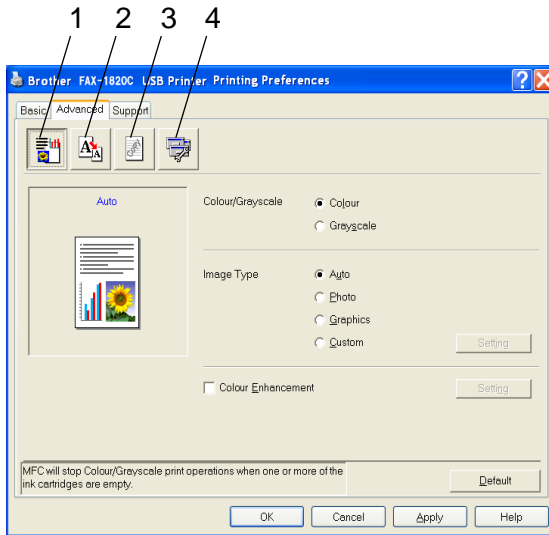 1 2 3 4
Brother FAX-1820C USB Printer Printing Preferences
Basic Advanced Support
Auto
Colour/Grayscale
Colour
Grayscale
Image Type
Auto
Photo
Graphics
Custom
Setting
Colour Enhancement
Setting
MFC will stop Colour/Grayscale print operations when one or more of the
ink cartridges are empty.
Default
OK Cancel Apply Help